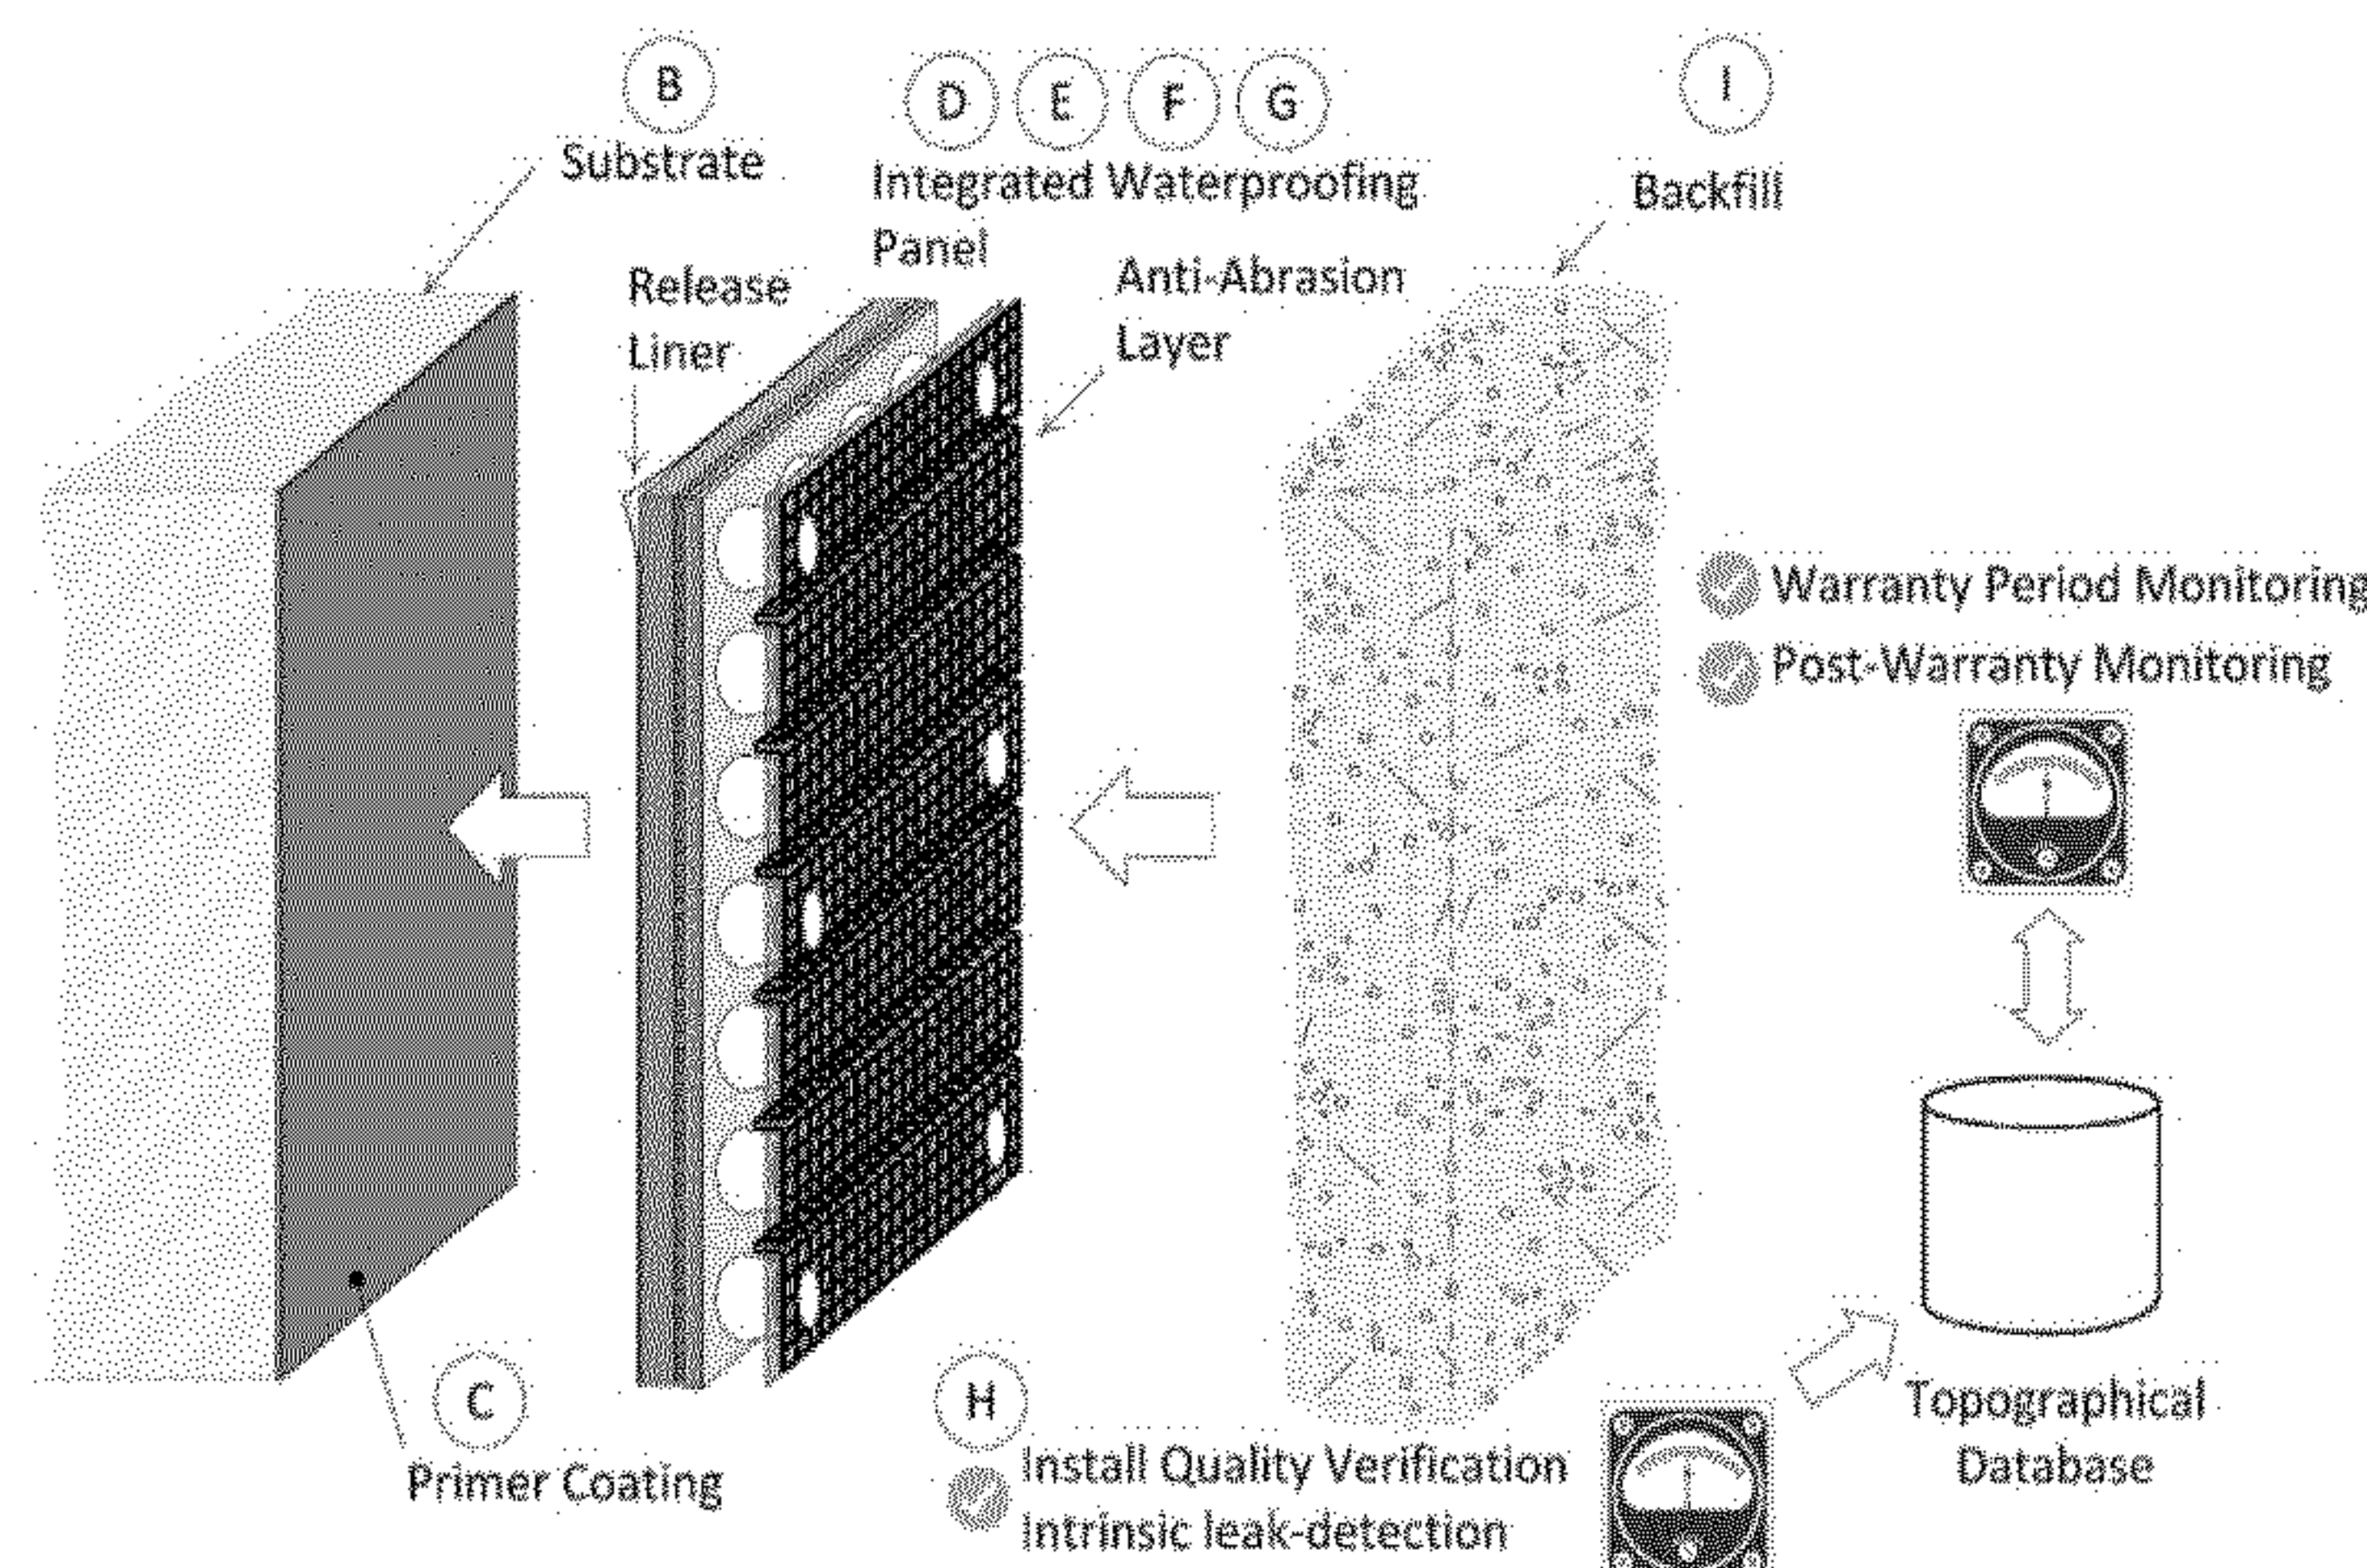 B
Substrate
D E F G
Integrated Waterproofing
Panel
I
Backfill
Release
Liner
Anti-Abrasion
Layer
Warranty Period Monitoring
Post-Warranty Monitoring
C
Primer Coating
H
Install Quality Verification
Intrinsic leak-detection
Topographical
Database